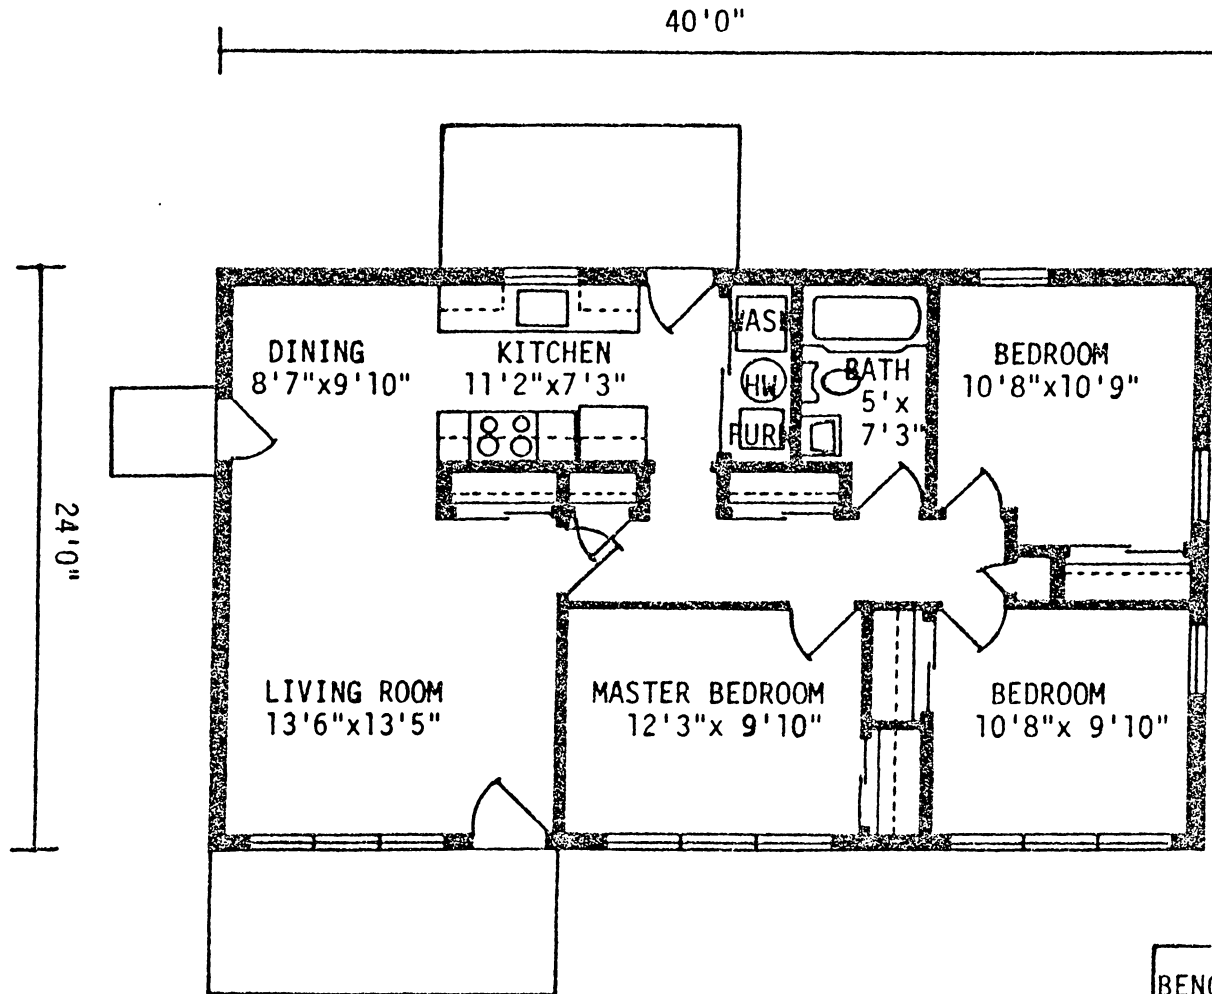 40'0"
DINING
8'7"x9'10"
KITCHEN
11'2"x7'3"
HW
FUR
BATH
5'x
7'3"
BEDROOM
10'8"x10'9"
24'0"
LIVING ROOM
13'6"x13'5"
MASTER BEDROOM
12'3"x 9'10"
BEDROOM
10'8"x 9'10"